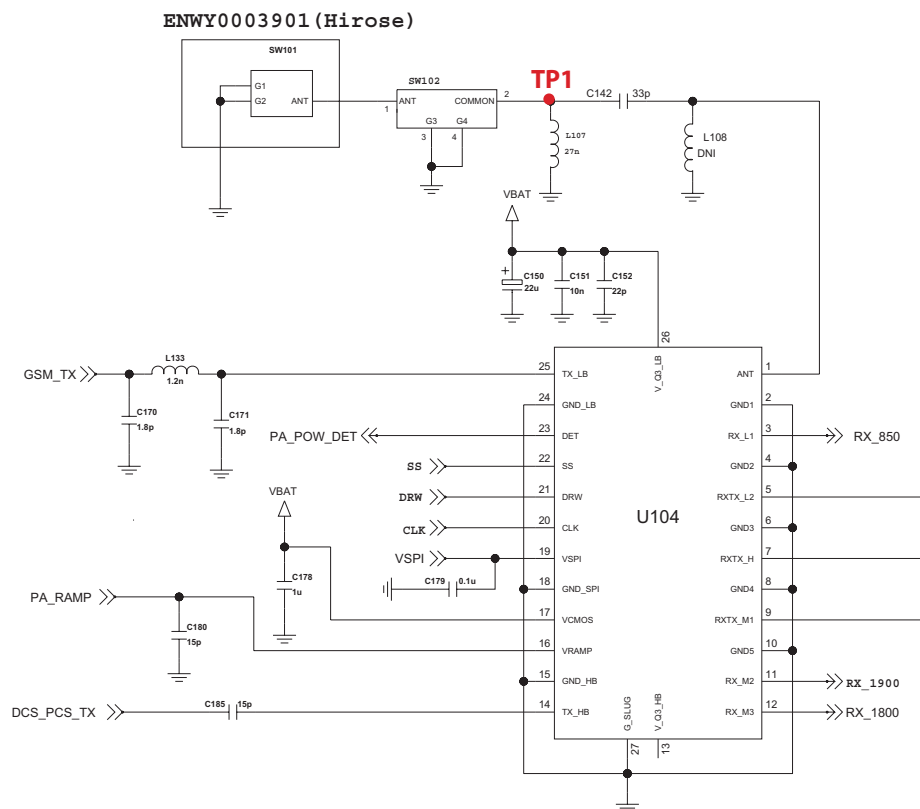 ENWY0003901(Hirose)
SW101
G1
G2
ANT
SW102
1
ANT
COMMON
2
G3
G4
3
4
TP1
C142
33p
L107
27n
L108
DNI
VBAT
+
C150
22u
C151
10n
C152
22p
26
V_Q3_LB
GSM_TX
L133
1.2n
C170
1.8p
C171
1.8p
25
TX_LB
ANT
1
24
GND_LB
GND1
2
PA_POW_DET
23
DET
RX_L1
3
RX_850
SS
22
SS
GND2
4
DRW
21
DRW
RXTX_L2
5
U104
CLK
20
CLK
GND3
6
VSPI
19
VSPI
RXTX_H
7
C179
0.1u
18
GND_SPI
GND4
8
VBAT
C178
1u
17
VCMOS
RXTX_M1
9
PA_RAMP
C180
15p
16
VRAMP
GND5
10
15
GND_HB
RX_M2
11
RX_1900
DCS_PCS_TX
C185
15p
14
TX_HB
RX_M3
12
RX_1800
G_SLUG
V_Q3_HB
27
13